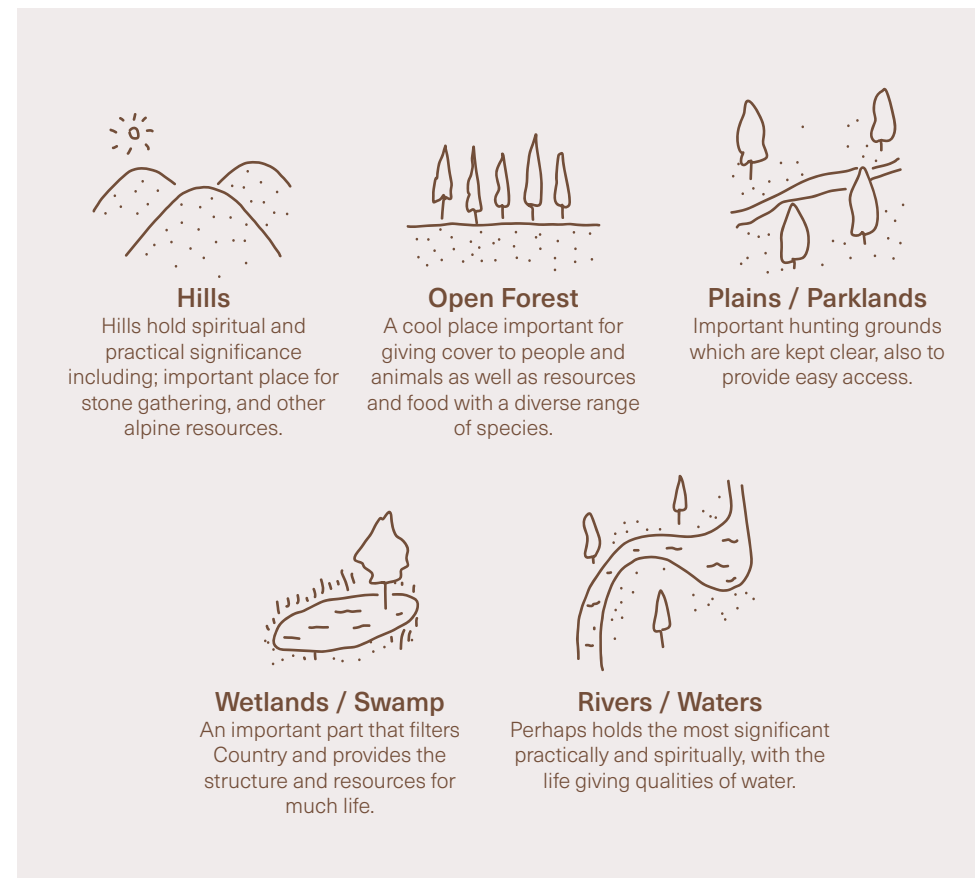 Hills
Hills hold spiritual and
practical significance
including; important place for
stone gathering, and other
alpine resources.
Open Forest
A cool place important for
giving cover to people and
animals as well as resources
and food with a diverse range
of species.
Plains / Parklands
Important hunting grounds
which are kept clear, also to
provide easy access.
Wetlands / Swamp
An important part that filters
Country and provides the
structure and resources for
much life.
Rivers / Waters
Perhaps holds the most significant
practically and spiritually, with the
life giving qualities of water.